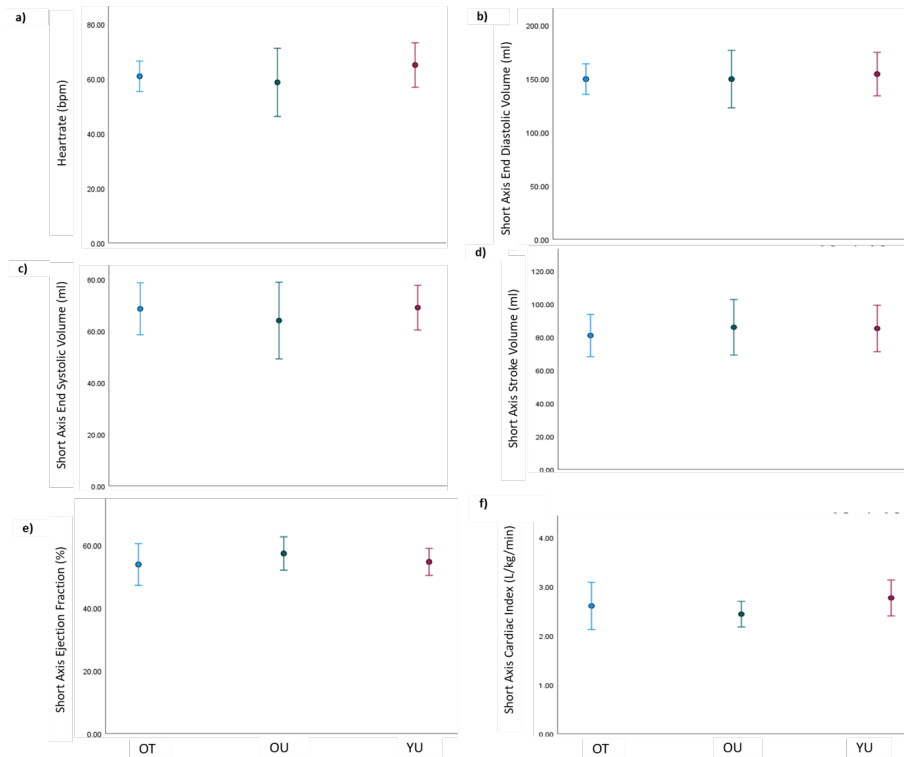 a)
Heartrate (bpm)
80.00
60.00
40.00
20.00
0.00
b)
Short Axis End Diastolic Volume (ml)
200.00
150.00
100.00
50.00
0.00
c)
Short Axis End Systolic Volume (ml)
80.00
60.00
40.00
20.00
0.00
d)
Short Axis Stroke Volume (ml)
120.00
100.00
80.00
60.00
40.00
20.00
0.00
e)
Short Axis Ejection Fraction (%)
60.00
40.00
20.00
0.00
OT OU YU
f)
Short Axis Cardiac Index (L/kg/min)
4.00
3.00
2.00
1.00
0.00
OT OU YU